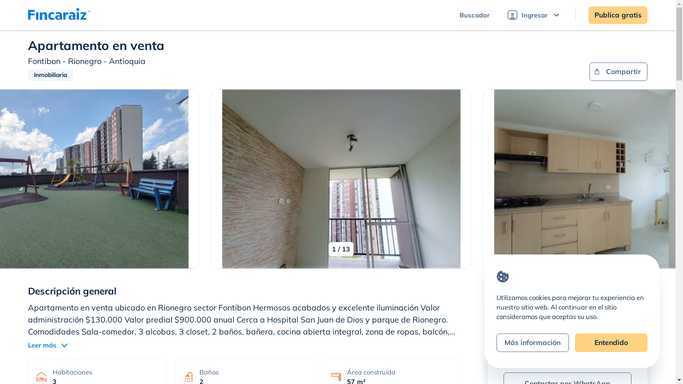 Fincaraiz
Buscador
Ingresar
Publica gratis
Apartamento en venta
Fontibon - Rionegro - Antioquia
Inmobiliaria
Compartir
1 / 13
Descripción general
Apartamento en venta ubicado en Rionegro sector Fontibon Hermosos acabados y excelente iluminación Valor
administración $130.000 Valor predial $900.000 anual Cerca a Hospital San Juan de Dios y parque de Rionegro.
Comodidades Sala-comedor, 3 alcobas, 3 closet, 2 baños, bañera, cocina abierta integral, zona de ropas, balcón,...
Leer más
Habitaciones
3
Baños
2
Área construida
57 m²
Utilizamos cookies para mejorar tu experiencia en
nuestro sitio web. Al continuar en el sitio
consideramos que aceptas su uso.
Más información
Entendido
Contactar por WhatsApp